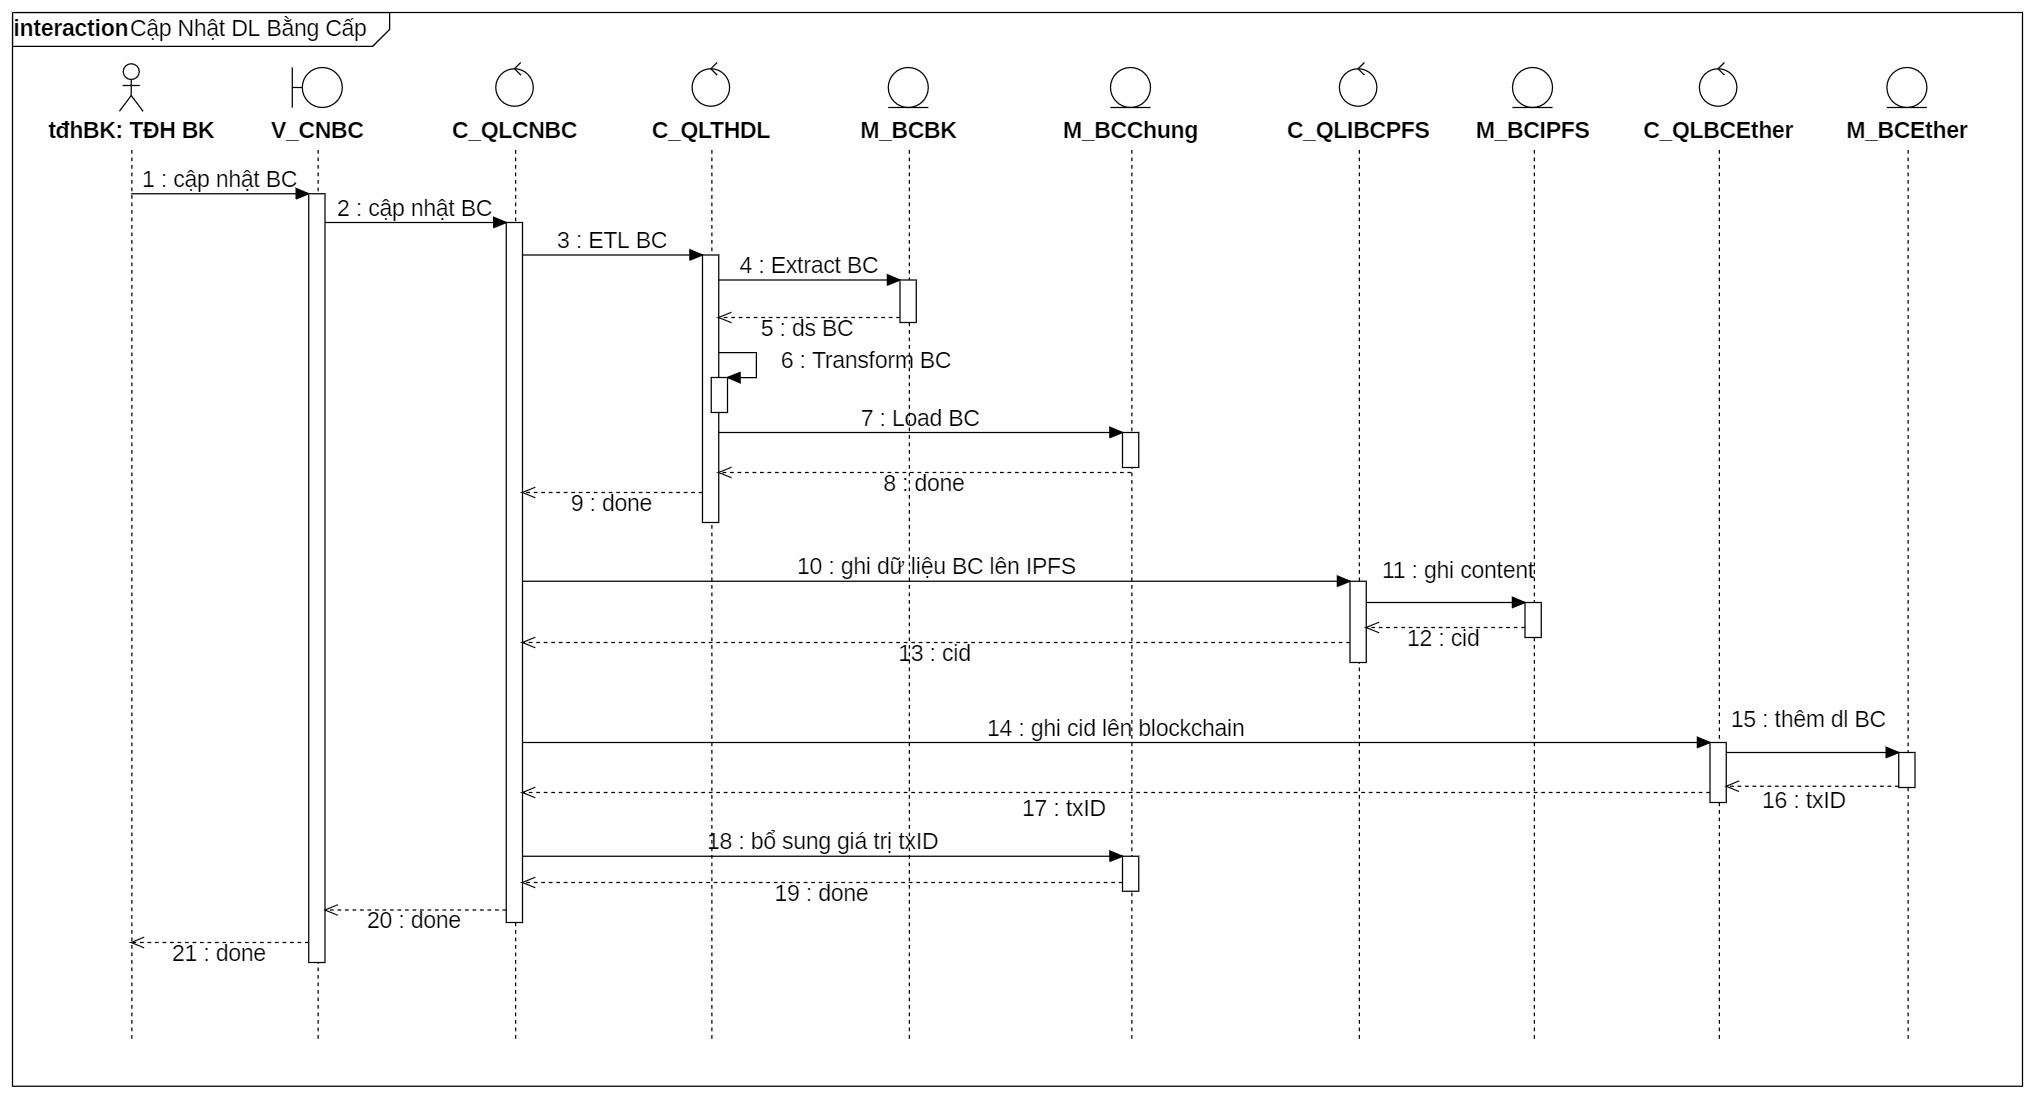 interaction Cập Nhật DL Bằng Cấp
tđhBK: TĐH BK
V_CNBC
C_QLCNBC
C_QLTHDL
M_BCBK
M_BCChung
C_QLIBCPFS
M_BCIPFS
C_QLBCEther
M_BCEther
1 : cập nhật BC
2 : cập nhật BC
3 : ETL BC
4 : Extract BC
5 : ds BC
6 : Transform BC
7 : Load BC
8 : done
9 : done
10 : ghi dữ liệu BC lên IPFS
11 : ghi content
12 : cid
13 : cid
14 : ghi cid lên blockchain
15 : thêm dl BC
16 : txID
17 : txID
18 : bổ sung giá trị txID
19 : done
20 : done
21 : done